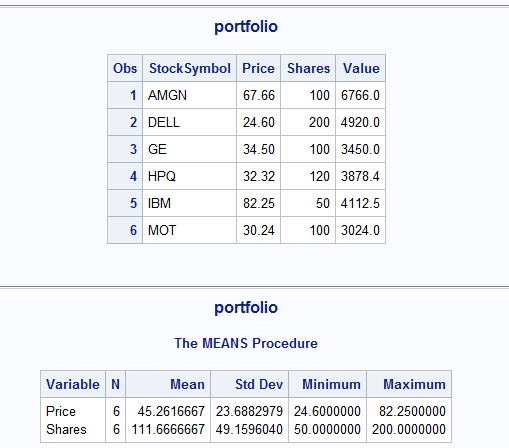 portfolio
Obs StockSymbol Price Shares Value
1 AMGN 67.66 100 6766.0
2 DELL 24.60 200 4920.0
3 GE 34.50 100 3450.0
4 HPQ 32.32 120 3878.4
5 IBM 82.25 50 4112.5
6 MOT 30.24 100 3024.0
portfolio
The MEANS Procedure
Variable N Mean Std Dev Minimum Maximum
Price 6 45.2616667 23.6882979 24.6000000 82.2500000
Shares 6 111.6666667 49.1596040 50.0000000 200.0000000